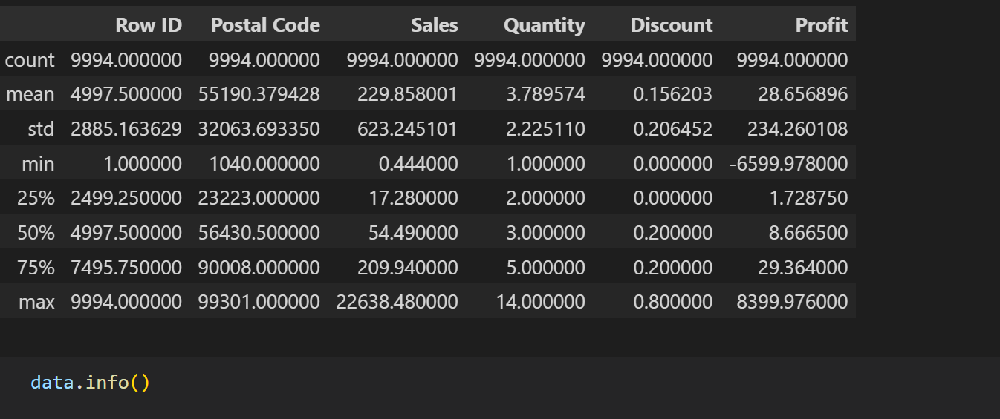 Row ID Postal Code Sales Quantity Discount Profit
count 9994.000000 9994.000000 9994.000000 9994.000000 9994.000000 9994.000000
mean 4997.500000 55190.379428 229.858001 3.789574 0.156203 28.656896
std 2885.163629 32063.693350 623.245101 2.225110 0.206452 234.260108
min 1.000000 1040.000000 0.444000 1.000000 0.000000 -6599.978000
25% 2499.250000 23223.000000 17.280000 2.000000 0.000000 1.728750
50% 4997.500000 56430.500000 54.490000 3.000000 0.200000 8.666500
75% 7495.750000 90008.000000 209.940000 5.000000 0.200000 29.364000
max 9994.000000 99301.000000 22638.480000 14.000000 0.800000 8399.976000
data.info()